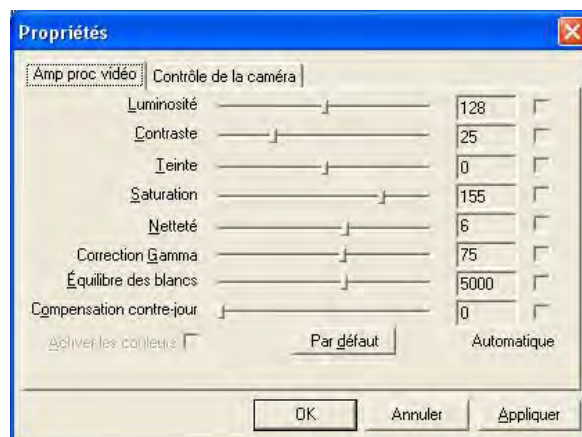 Propriétés
Amp proc vidéo Contrôle de la caméra
Luminosité 128
Contraste 25
Teinte 0
Saturation 155
Netteté 6
Correction Gamma 75
Équilibre des blancs 5000
Compensation contre-jour 0
Activer les couleurs Par défaut Automatique
OK Annuler Appliquer